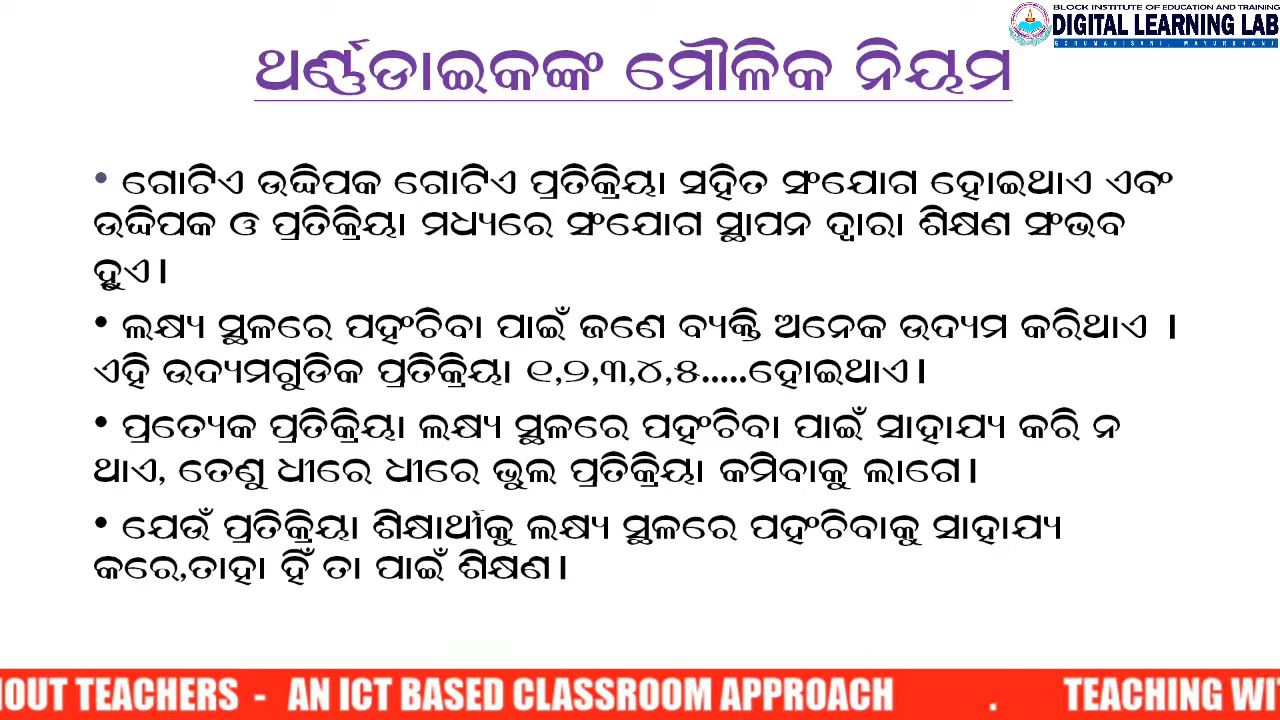 BLOCK INSTITUTE OF EDUCATION AND TRAINING
DIGITAL LEARNING LAB
GORUMAHISANI, MAYURBHANJ
ଥର୍ଣ୍ଣଡାଇକଙ୍କ ମୌଳିକ ନିୟମ
• ଗୋଟିଏ ଉଦ୍ଦିପକ ଗୋଟିଏ ପ୍ରତିକ୍ରିୟା ସହିତ ସଂଯୋଗ ହୋଇଥାଏ ଏବଂ
ଉଦ୍ଦିପକ ଓ ପ୍ରତିକ୍ରିୟା ମଧ୍ୟରେ ସଂଯୋଗ ସ୍ଥାପନ ଦ୍ୱାରା ଶିକ୍ଷଣ ସଂଭବ
ହୁଏ।
• ଲକ୍ଷ୍ୟ ସ୍ଥଳରେ ପହଂଚିବା ପାଇଁ ଜଣେ ବ୍ୟକ୍ତି ଅନେକ ଉଦ୍ୟମ କରିଥାଏ ।
ଏହି ଉଦ୍ୟମଗୁଡିକ ପ୍ରତିକ୍ରିୟା ୧,୨,୩,୪,୫.....ହୋଇଥାଏ।
• ପ୍ରତ୍ୟେକ ପ୍ରତିକ୍ରିୟା ଲକ୍ଷ୍ୟ ସ୍ଥଳରେ ପହଂଚିବା ପାଇଁ ସାହାଯ୍ୟ କରି ନ
ଥାଏ, ତେଣୁ ଧୀରେ ଧୀରେ ଭୁଲ ପ୍ରତିକ୍ରିୟା କମିବାକୁ ଲାଗେ।
• ଯେଉଁ ପ୍ରତିକ୍ରିୟା ଶିକ୍ଷାର୍ଥୀକୁ ଲକ୍ଷ୍ୟ ସ୍ଥଳରେ ପହଂଚିବାକୁ ସାହାଯ୍ୟ
କରେ,ତାହା ହିଁ ତା ପାଇଁ ଶିକ୍ଷଣ।
HOUT TEACHERS - AN ICT BASED CLASSROOM APPROACH . TEACHING WIT